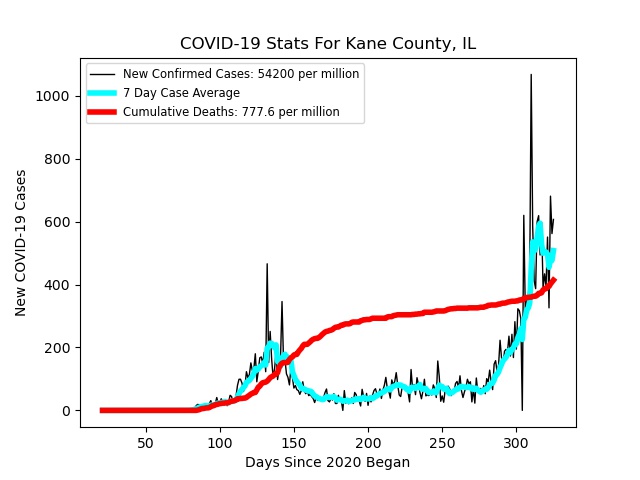 COVID-19 Stats For Kane County, IL
New Confirmed Cases: 54200 per million
7 Day Case Average
Cumulative Deaths: 777.6 per million
New COVID-19 Cases
1000
800
600
400
200
0
50 100 150 200 250 300
Days Since 2020 Began